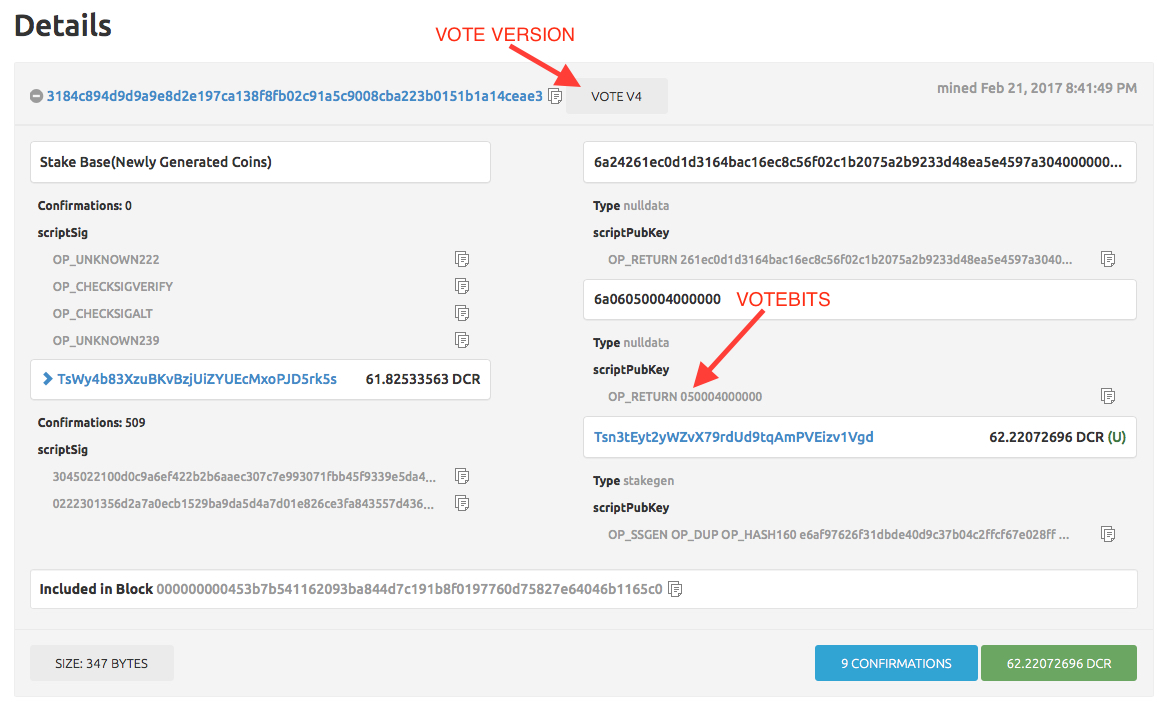 Details
VOTE VERSION
3184c894d9d9a9e8d2e197ca138f8fb02c91a5c9008cba223b0151b1a14ceae3
VOTE V4
mined Feb 21, 2017 8:41:49 PM
Stake Base(Newly Generated Coins)
Confirmations: 0
scriptSig
OP_UNKNOWN222
OP_CHECKSIGVERIFY
OP_CHECKSIGALT
OP_UNKNOWN239
TsWy4b83XzuBKvBzjUiZYUEcMxoPJD5rk5s 61.82533563 DCR
Confirmations: 509
scriptSig
3045022100d0c9a6ef422b2b6aaec307c7e993071fbb45f9339e5da4...
0222301356d2a7a0ecb1529ba9da5d4a7d01e826ce3fa843557d436...
6a24261ec0d1d3164bac16ec8c56f02c1b2075a2b9233d48ea5e4597a304000000...
Type nulldata
scriptPubKey
OP_RETURN 261ec0d1d3164bac16ec8c56f02c1b2075a2b9233d48ea5e4597a3040...
6a06050004000000 VOTEBITS
Type nulldata
scriptPubKey
OP_RETURN 050004000000
Tsn3tEyt2yWZvX79rdUd9tqAmPVEizv1Vgd 62.22072696 DCR (U)
Type stakegen
scriptPubKey
OP_SSGEN OP_DUP OP_HASH160 e6af97626f31dbde40d9c37b04c2ffcf67e028ff ...
Included in Block 000000000453b7b541162093ba844d7c191b8f0197760d75827e64046b1165c0
SIZE: 347 BYTES
9 CONFIRMATIONS
62.22072696 DCR